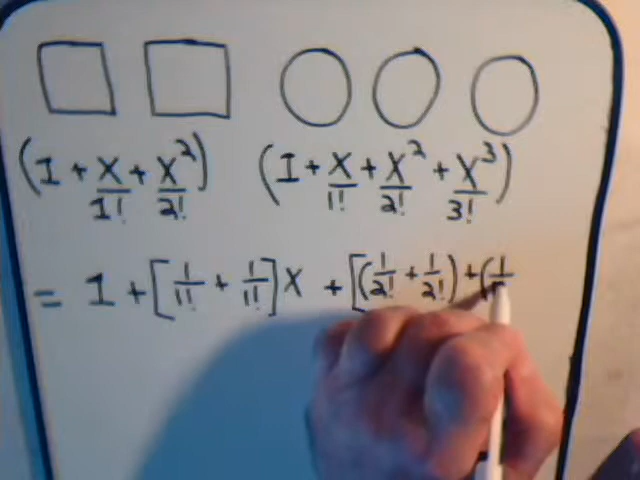 (1 + x/1! + x²/2!) (1 + x/1! + x²/2! + x³/3!)
= 1 + [1/1! + 1/1!]x + [(1/2! + 1/2!) + (1/